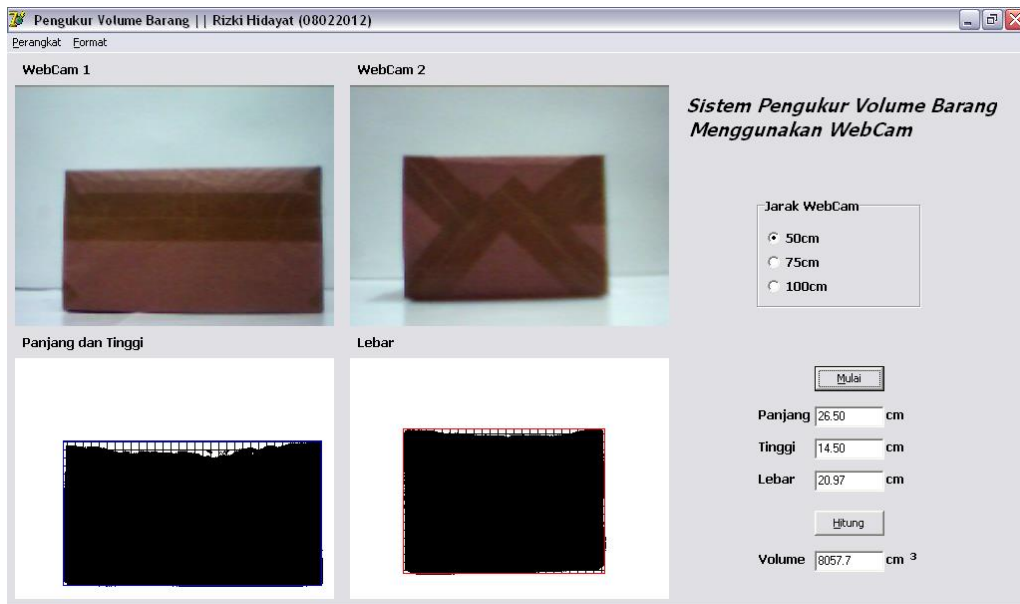 Pengukur Volume Barang || Rizki Hidayat (08022012)
Perangkat Format
WebCam 1
WebCam 2
Sistem Pengukur Volume Barang
Menggunakan WebCam
Jarak WebCam
50cm
75cm
100cm
Panjang dan Tinggi
Lebar
Mulai
Panjang 26.50 cm
Tinggi 14.50 cm
Lebar 20.97 cm
Hitung
Volume 8057.7 cm ³